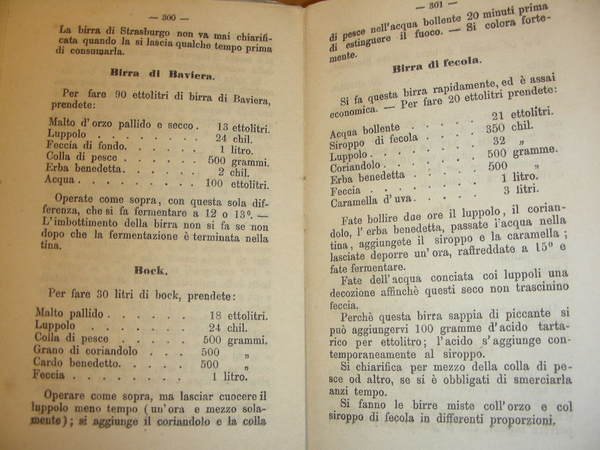 — 300 —
La birra di Strasburgo non va mai chiarifi-
cata quando la si lascia qualche tempo prima
di consumarla.
Birra di Baviera.
Per fare 90 ettolitri di birra di Baviera,
prendete:
Malto d'orzo pallido e secco . 13 ettolitri.
Luppolo . . . . . . . 24 chil.
Feccia di fondo. . . . . . 1 litro.
Colla di pesce . . . . . . 500 grammi.
Erba benedetta . . . . . 2 chil.
Acqua . . . . . . . . 100 ettolitri.
Operate come sopra, con questa sola dif-
ferenza, che si fa fermentare a 12 o 13º. —
L'imbottimento della birra non si fa se non
dopo che la fermentazione è terminata nella
tina.
Bock.
Per fare 30 litri di bock, prendete:
Malto pallido . . . . . . 18 ettolitri.
Luppolo . . . . . . . 24 chil.
Colla di pesce . . . . . 500 grammi.
Grano di coriandolo . . . 500 „
Cardo benedetto. . . . . 500 „
Feccia . . . . . . . . 1 litro.
Operare come sopra, ma lasciar cuocere il
luppolo meno tempo (un'ora e mezzo sola-
mente); si aggiunge il coriandolo e la colla
— 301 —
di pesce nell'acqua bollente 20 minuti prima
di estinguere il fuoco. — Si colora forte-
mente.
Birra di fecola.
Si fa questa birra rapidamente, ed è assai
economica. — Per fare 20 ettolitri prendete:
Acqua bollente . . . . . 21 ettolitri.
Siroppo di fecola . . . . 350 chil.
Luppolo . . . . . . . 32 „
Coriandolo . . . . . . 500 gramme.
Erba benedetta . . . . . 500 „
Feccia . . . . . . . . 1 litro.
Caramella d'uva . . . . . 3 litri.
Fate bollire due ore il luppolo, il corian-
dolo, l'erba benedetta, passate l'acqua nella
tina, aggiungete il siroppo e la caramella;
lasciate deporre un'ora, raffreddate a 15º e
fate fermentare.
Fate dell'acqua conciata coi luppoli una
decozione affinchè questi seco non trascinino
feccia.
Perchè questa birra sappia di piccante si
può aggiungervi 100 gramme d'acido tarta-
rico per ettolitro; l'acido s'aggiunge con-
temporaneamente al siroppo.
Si chiarifica per mezzo della colla di pe-
sce od altro, se si è obbligati di smerciarla
anzi tempo.
Si fanno le birre miste coll'orzo e col
siroppo di fecola in differenti proporzioni.